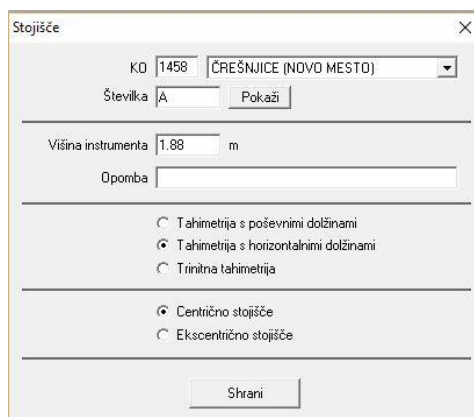 Stojišče
KO 1458 ČREŠNJICE (NOVO MESTO)
Številka A Pokaži
Višina instrumenta 1.88 m
Opomba
Tahimetrija s poševnimi dolžinami
Tahimetrija s horizontalnimi dolžinami
Trinitna tahimetrija
Centrično stojišče
Ekscentrično stojišče
Shrani